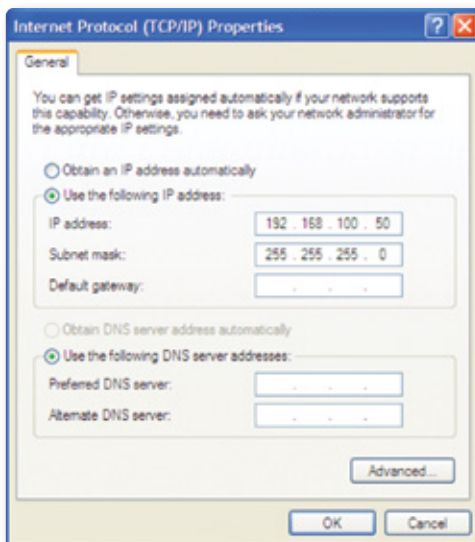 Internet Protocol (TCP/IP) Properties
General
You can get IP settings assigned automatically if your network supports
this capability. Otherwise, you need to ask your network administrator for
the appropriate IP settings.
Obtain an IP address automatically
Use the following IP address:
IP address: 192 . 168 . 100 . 50
Subnet mask: 255 . 255 . 255 . 0
Default gateway: . . .
Obtain DNS server address automatically
Use the following DNS server addresses:
Preferred DNS server: . . .
Alternate DNS server: . . .
Advanced...
OK Cancel